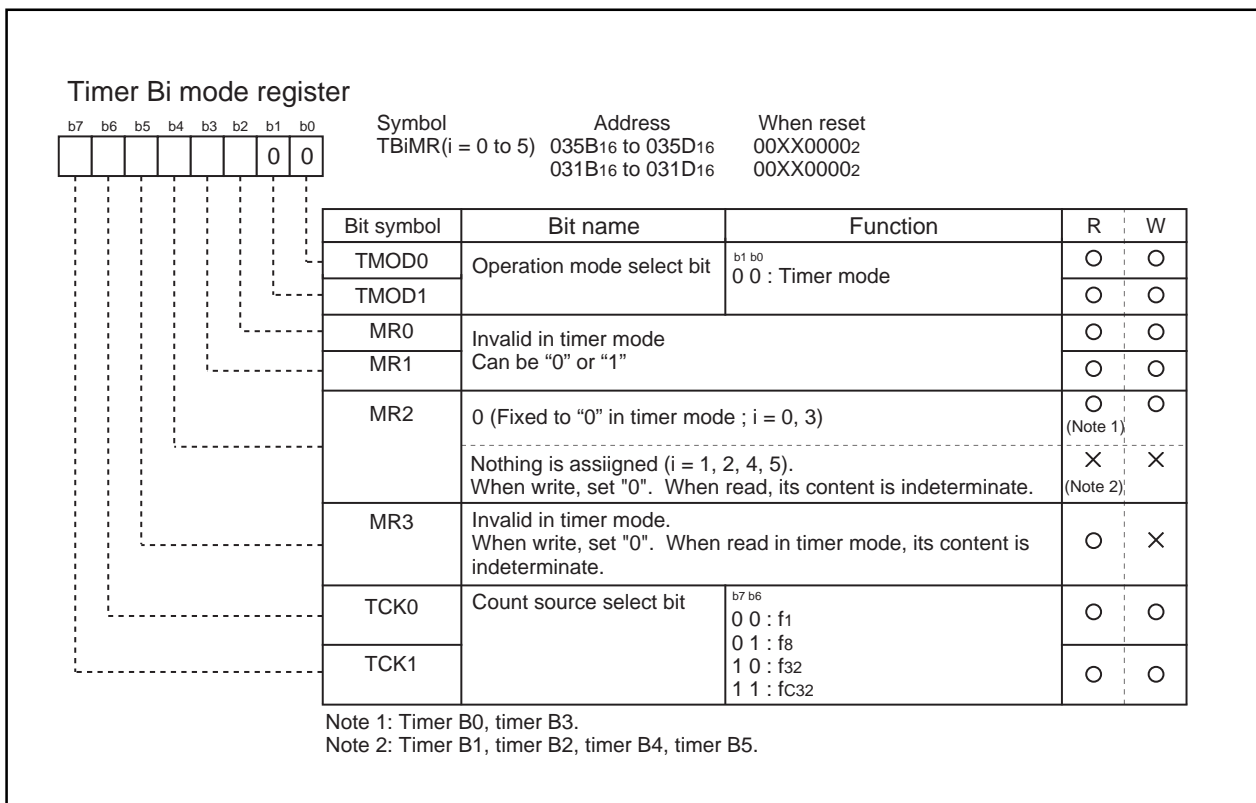 Timer Bi mode register
b7 b6 b5 b4 b3 b2 b1 b0
0 0
Symbol Address When reset
TBiMR(i = 0 to 5) 035B16 to 035D16 00XX00002
031B16 to 031D16 00XX00002
Bit symbol Bit name Function R W
TMOD0 Operation mode select bit b1 b0
0 0 : Timer mode
TMOD1
MR0 Invalid in timer mode
Can be “0” or “1”
MR1
MR2 0 (Fixed to “0” in timer mode ; i = 0, 3) (Note 1)
Nothing is assiigned (i = 1, 2, 4, 5).
When write, set "0". When read, its content is indeterminate. (Note 2)
MR3 Invalid in timer mode.
When write, set "0". When read in timer mode, its content is
indeterminate.
TCK0 Count source select bit b7 b6
0 0 : f1
0 1 : f8
TCK1 1 0 : f32
1 1 : fC32
Note 1: Timer B0, timer B3.
Note 2: Timer B1, timer B2, timer B4, timer B5.